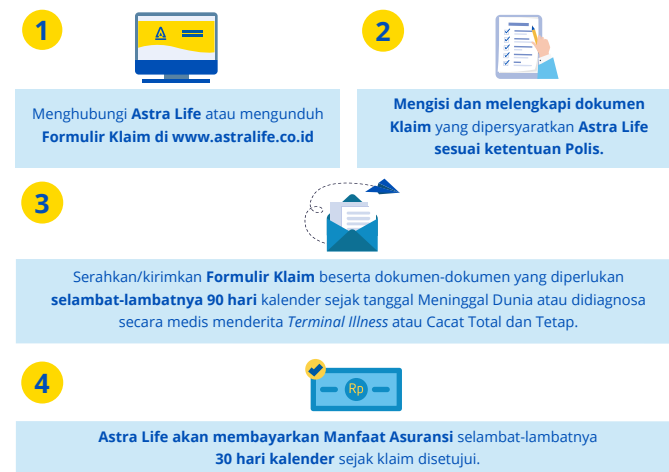 1
2
Menghubungi Astra Life atau mengunduh
Formulir Klaim di www.astralife.co.id
Mengisi dan melengkapi dokumen
Klaim yang dipersyaratkan Astra Life
sesuai ketentuan Polis.
3
Serahkan/kirimkan Formulir Klaim beserta dokumen-dokumen yang diperlukan
selambat-lambatnya 90 hari kalender sejak tanggal Meninggal Dunia atau didiagnosa
secara medis menderita Terminal Illness atau Cacat Total dan Tetap.
4
Rp
Astra Life akan membayarkan Manfaat Asuransi selambat-lambatnya
30 hari kalender sejak klaim disetujui.